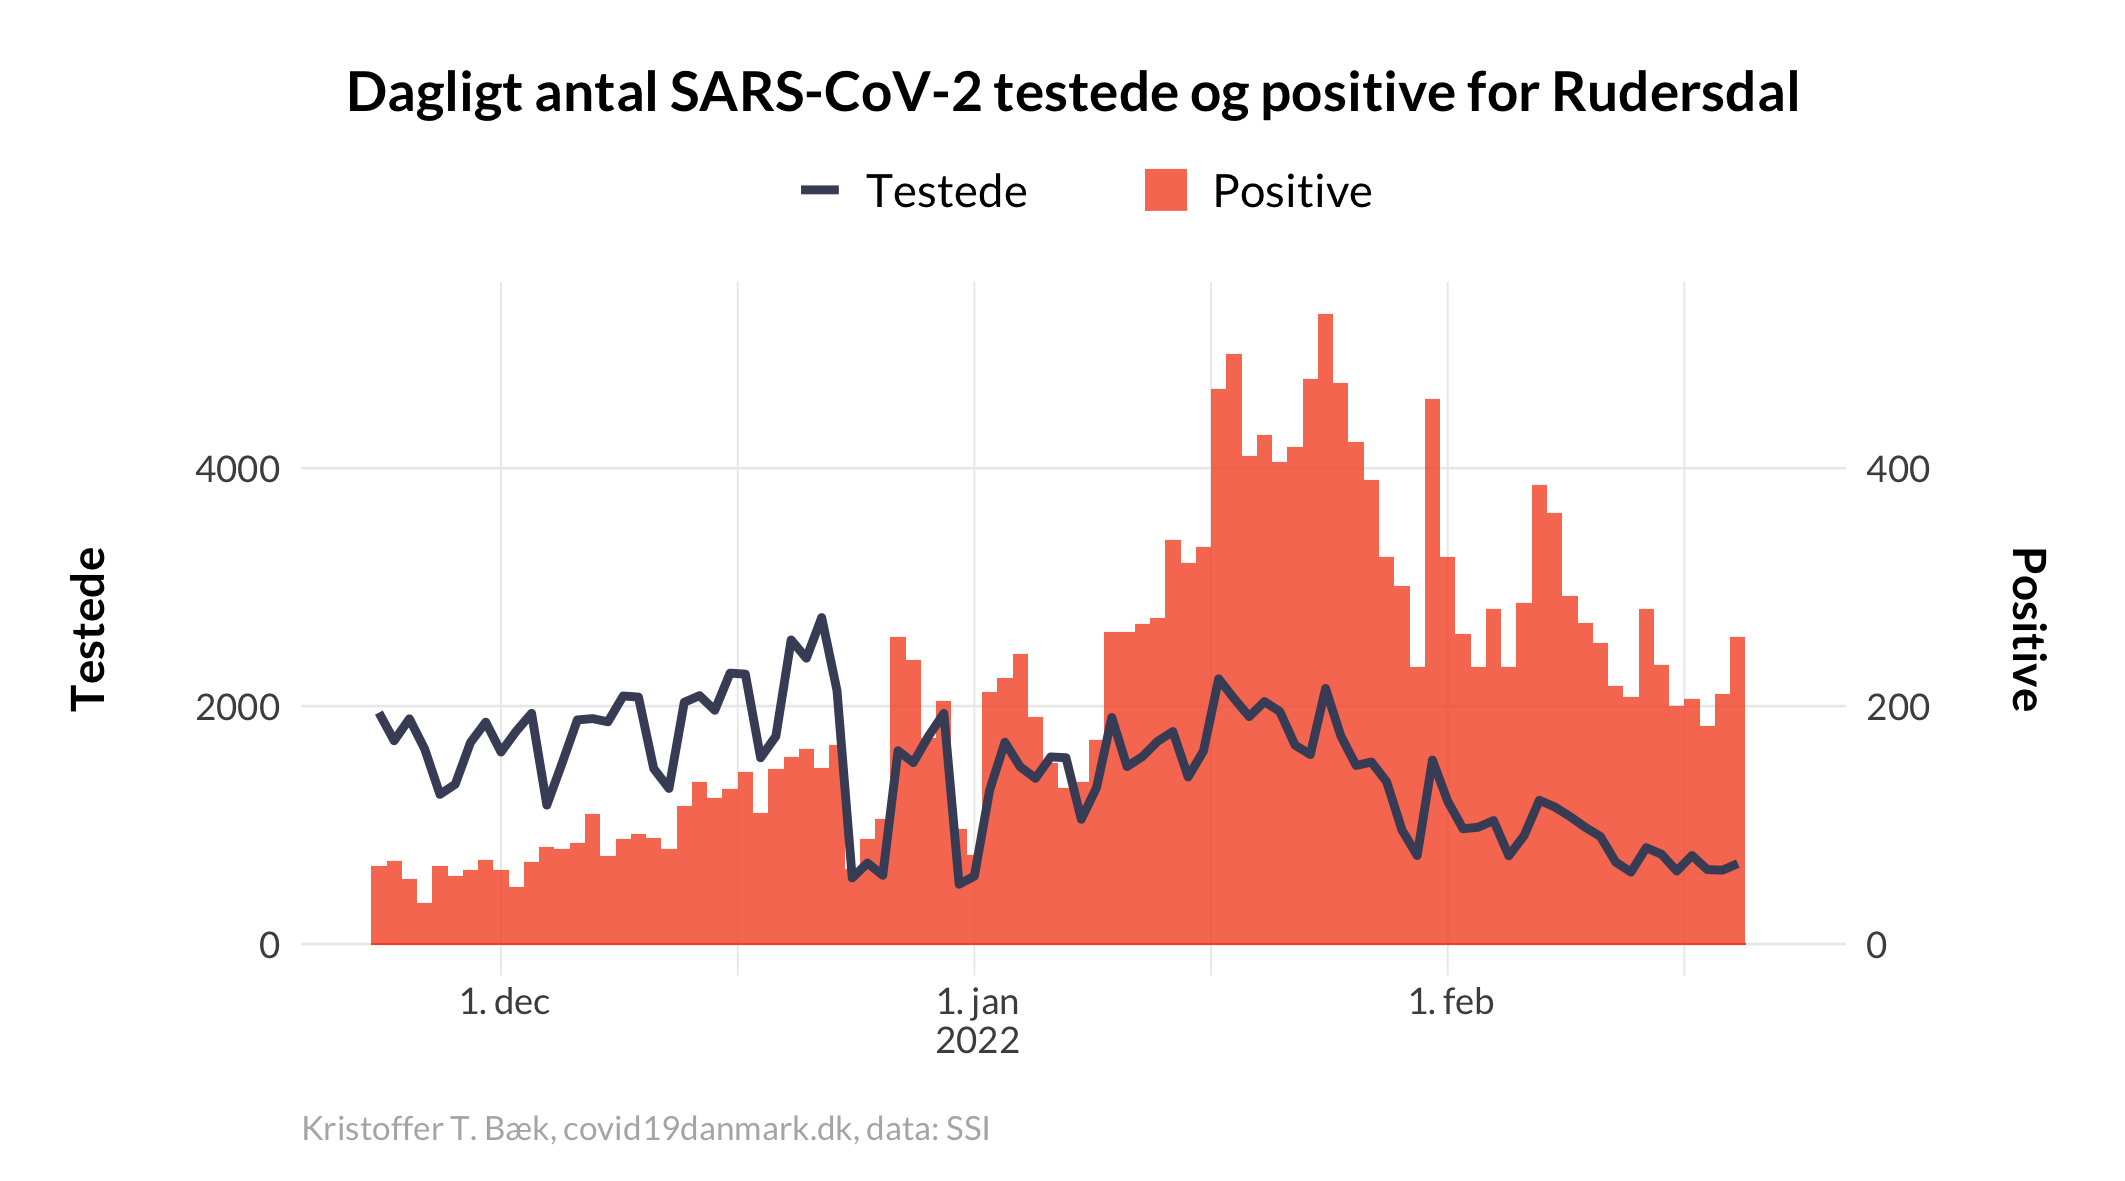 Dagligt antal SARS-CoV-2 testede og positive for Rudersdal
Testede
Positive
Testede
4000
2000
0
400
200
0
Positive
1. dec
1. jan
2022
1. feb
Kristoffer T. Bæk, covid19danmark.dk, data: SSI